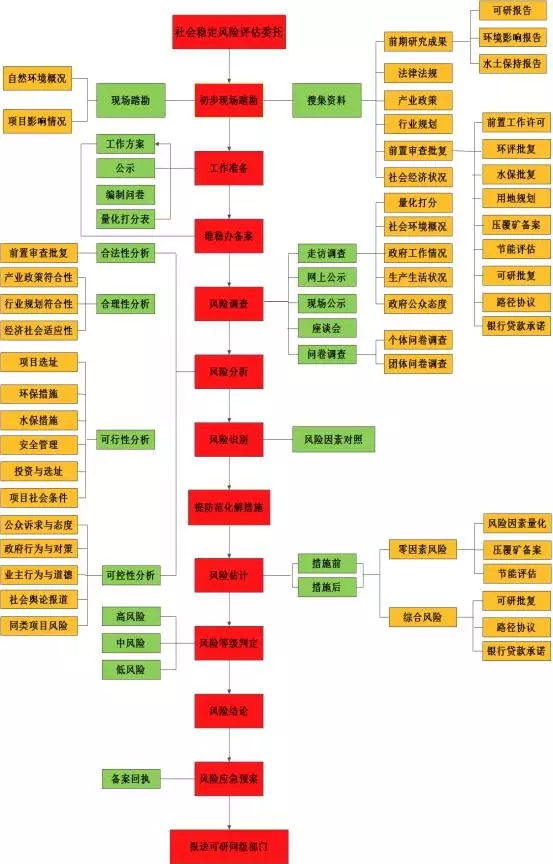 社会稳定风险评估委托
初步现场踏勘
现场踏勘
自然环境概况
项目影响情况
搜集资料
前期研究成果
可研报告
环境影响报告
水土保持报告
法律法规
产业政策
行业规划
前置审查批复
前置工作许可
环评批复
水保批复
用地规划
压覆矿备案
节能评估
可研批复
路径协议
银行贷款承诺
社会经济状况
工作准备
工作方案
公示
编制问卷
量化打分表
维稳办备案
风险调查
走访调查
量化打分
社会环境概况
政府工作情况
生产生活状况
政府公众态度
网上公示
现场公示
座谈会
问卷调查
个体问卷调查
团体问卷调查
风险分析
合法性分析
前置审查批复
合理性分析
产业政策符合性
行业规划符合性
经济社会适应性
可行性分析
项目选址
环保措施
水保措施
安全管理
投资与选址
项目社会条件
可控性分析
公众诉求与态度
政府行为与对策
业主行为与道德
社会舆论报道
同类项目风险
风险识别
风险因素对照
提防范化解措施
风险估计
措施前
措施后
零因素风险
风险因素量化
压覆矿备案
节能评估
综合风险
可研批复
路径协议
银行贷款承诺
风险等级判定
高风险
中风险
低风险
风险结论
风险应急预案
备案回执
报送可研同级部门